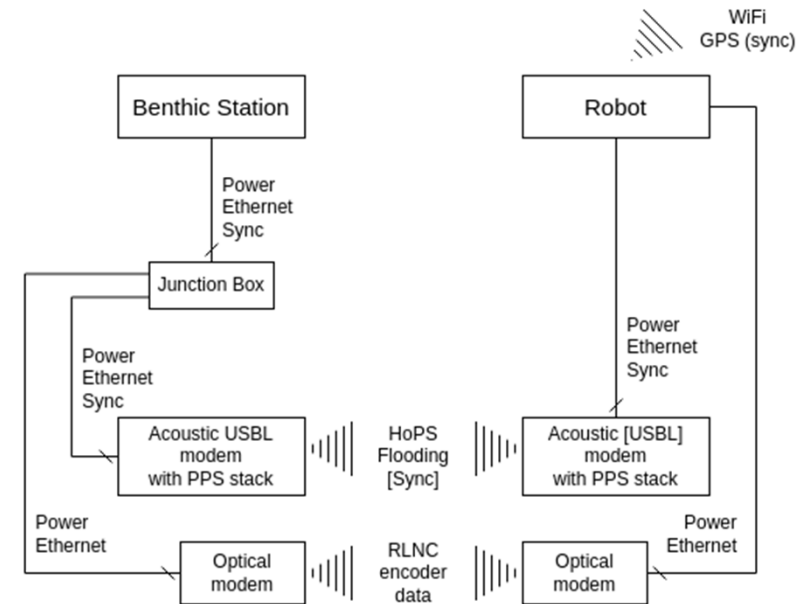 WiFi
GPS (sync)
Benthic Station
Robot
Power
Ethernet
Sync
Junction Box
Power
Ethernet
Sync
Power
Ethernet
Sync
Acoustic USBL
modem
with PPS stack
HoPS
Flooding
[Sync]
Acoustic [USBL]
modem
with PPS stack
Power
Ethernet
Power
Ethernet
Optical
modem
RLNC
encoder
data
Optical
modem